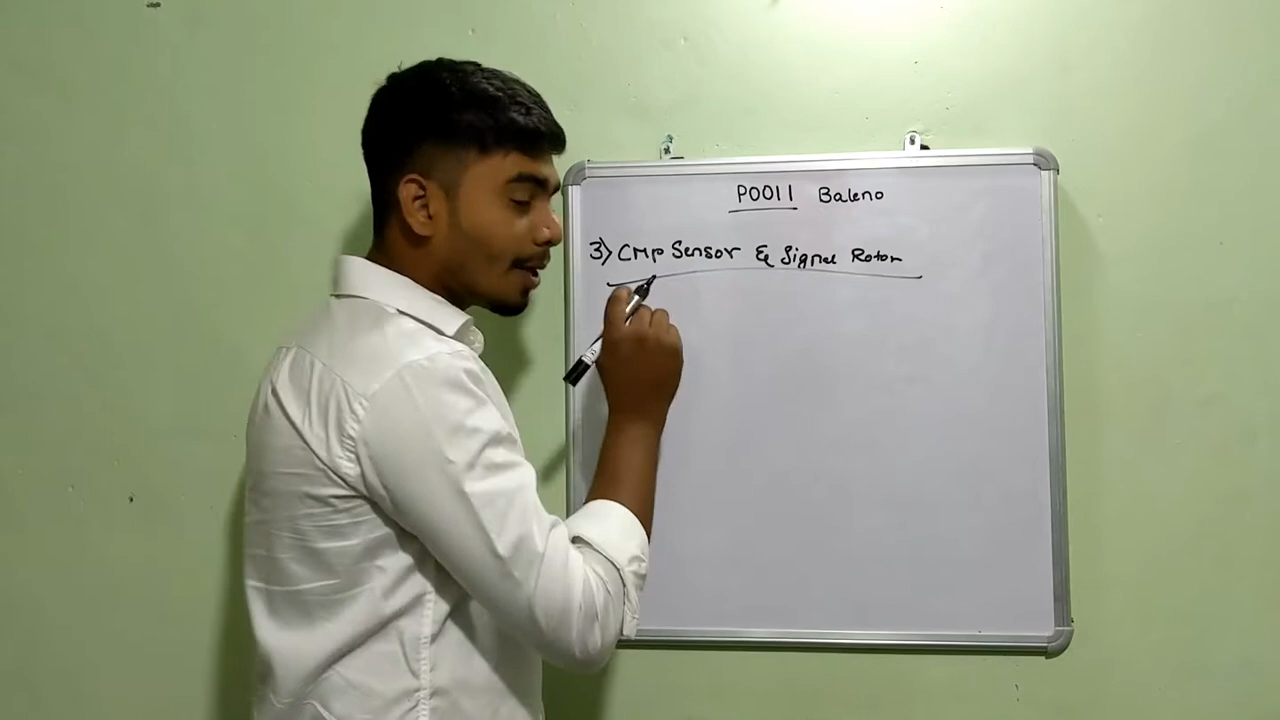 P0011 Baleno
3) CMP Sensor & Signal Rotor